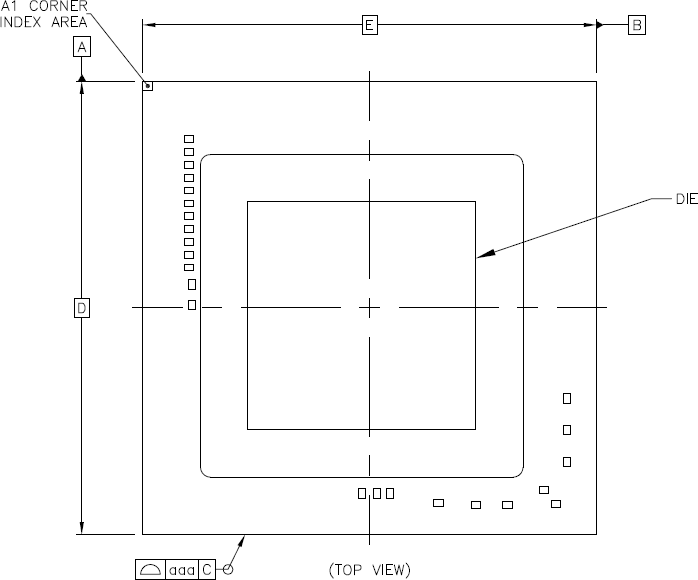 A1 CORNER
INDEX AREA
E
B
A
DIE
D
aaa C
(TOP VIEW)